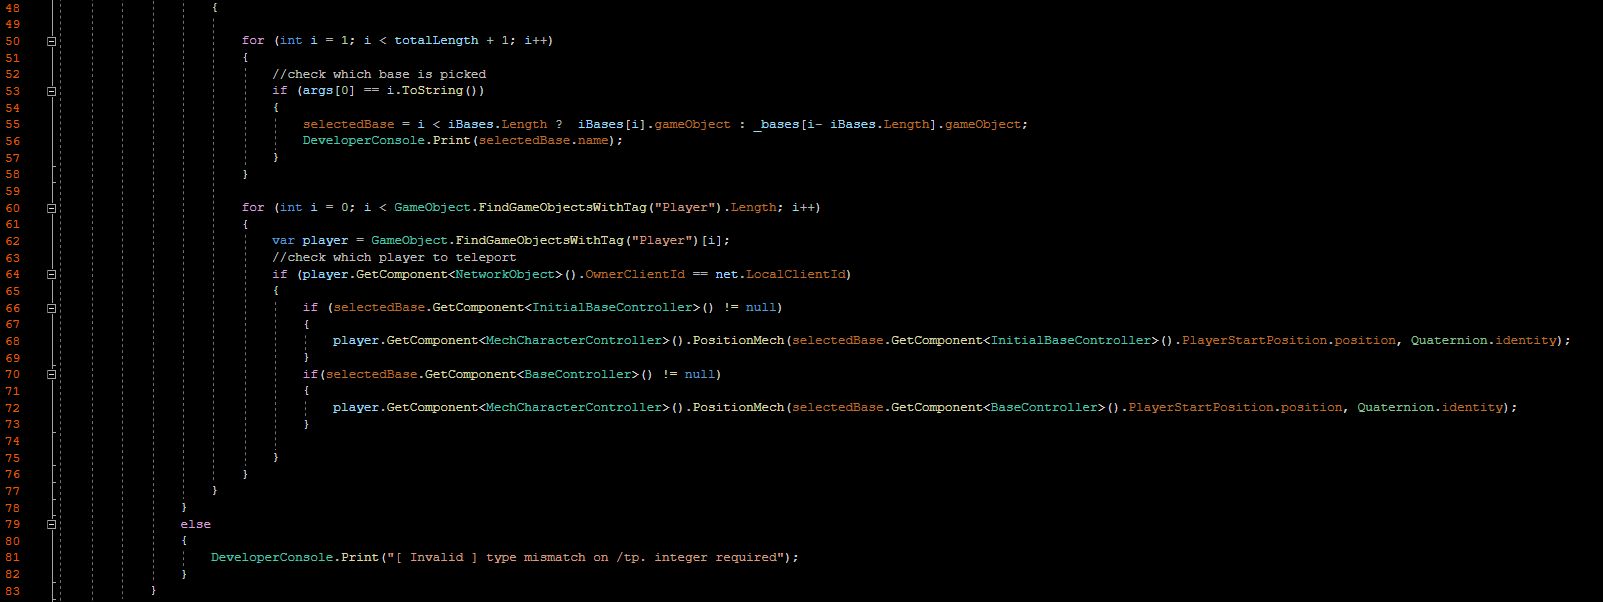 48 {
49
50 for (int i = 1; i < totalLength + 1; i++)
51 {
52 //check which base is picked
53 if (args[0] == i.ToString())
54 {
55 selectedBase = i < iBases.Length ?  iBases[i].gameObject : _bases[i- iBases.Length].gameObject;
56 DeveloperConsole.Print(selectedBase.name);
57 }
58 }
59
60 for (int i = 0; i < GameObject.FindGameObjectsWithTag("Player").Length; i++)
61 {
62 var player = GameObject.FindGameObjectsWithTag("Player")[i];
63 //check which player to teleport
64 if (player.GetComponent<NetworkObject>().OwnerClientId == net.LocalClientId)
65 {
66 if (selectedBase.GetComponent<InitialBaseController>() != null)
67 {
68 player.GetComponent<MechCharacterController>().PositionMech(selectedBase.GetComponent<InitialBaseController>().PlayerStartPosition.position, Quaternion.identity);
69 }
70 if(selectedBase.GetComponent<BaseController>() != null)
71 {
72 player.GetComponent<MechCharacterController>().PositionMech(selectedBase.GetComponent<BaseController>().PlayerStartPosition.position, Quaternion.identity);
73 }
74
75 }
76 }
77 }
78 }
79 else
80 {
81 DeveloperConsole.Print("[ Invalid ] type mismatch on /tp. integer required");
82 }
83 }